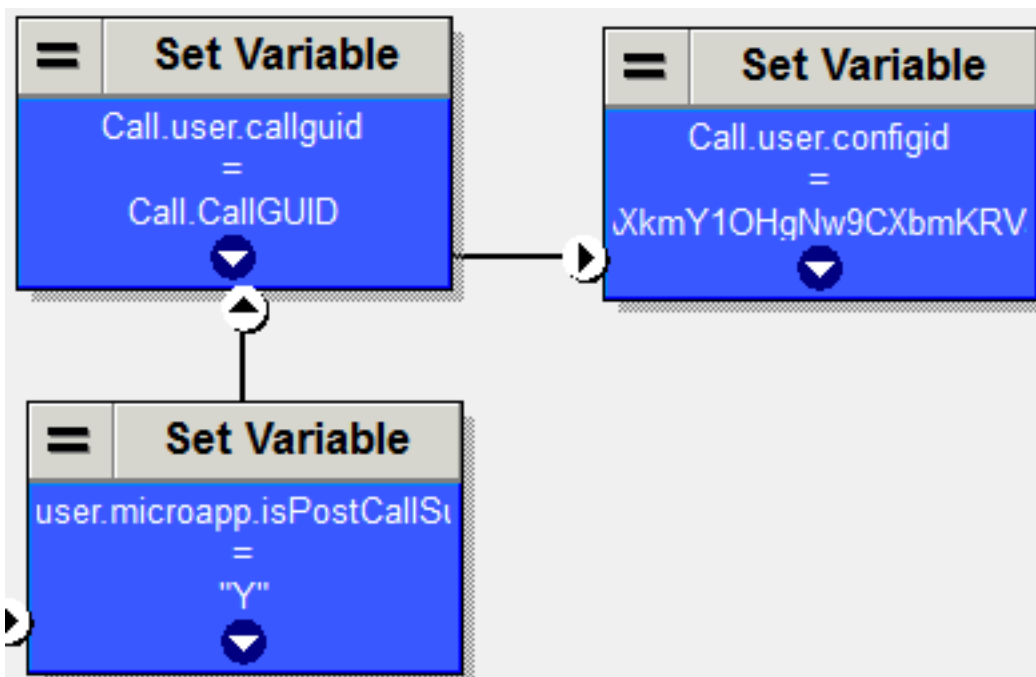 Set Variable
Call.user.callguid
=
Call.CallGUID
Set Variable
Call.user.configid
=
XkmY1OHgNw9CXbmKRV
Set Variable
user.microapp.isPostCallSu
=
"Y"